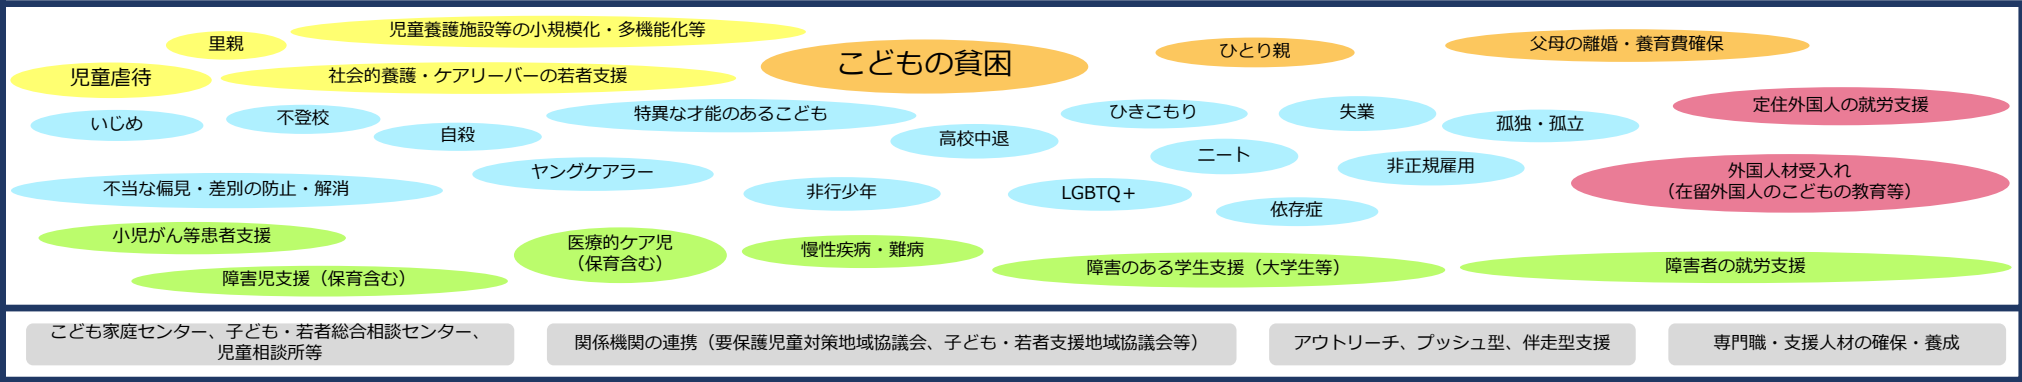 児童養護施設等の小規模化・多機能化等
里親
こどもの貧困
ひとり親
父母の離婚・養育費確保
児童虐待
社会的養護・ケアリーバーの若者支援
いじめ
不登校
自殺
特異な才能のあるこども
高校中退
ひきこもり
失業
孤独・孤立
定住外国人の就労支援
ヤングケアラー
ニート
非正規雇用
外国人材受入れ
（在留外国人のこどもの教育等）
不当な偏見・差別の防止・解消
非行少年
LGBTQ+
依存症
小児がん等患者支援
医療的ケア児
（保育含む）
慢性疾病・難病
障害児支援（保育含む）
障害のある学生支援（大学生等）
障害者の就労支援
こども家庭センター、子ども・若者総合相談センター、
児童相談所等
関係機関の連携（要保護児童対策地域協議会、子ども・若者支援地域協議会等）
アウトリーチ、プッシュ型、伴走型支援
専門職・支援人材の確保・養成